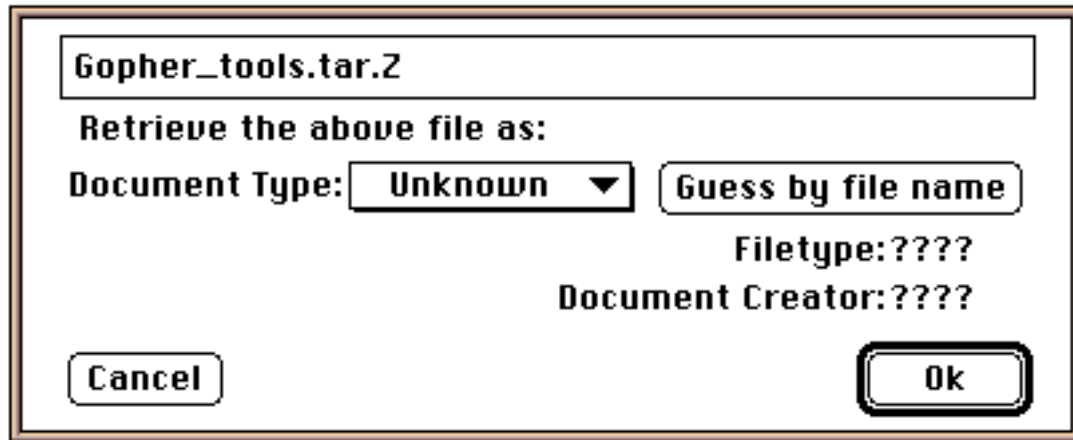 Gopher_tools.tar.Z
Retrieve the above file as:
Document Type: Unknown Guess by file name
Filetype:????
Document Creator:????
Cancel Ok